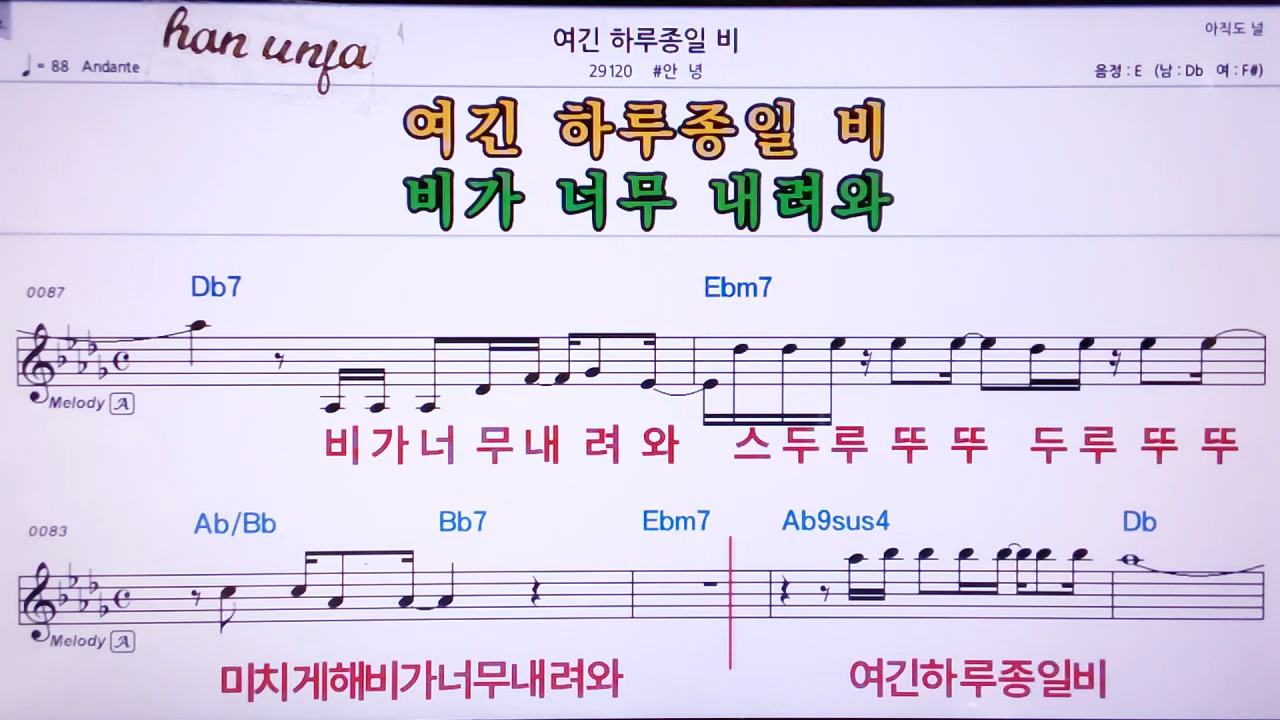 han unfa
여긴 하루종일 비
아직도 널
♩ = 88 Andante
29120 #안 녕
음정 : E (남 : Db 여 : F#)
여긴 하루종일 비
비가 너무 내려와
0087 Db7 Ebm7
Melody A
비 가 너 무 내 려 와 스 두 루 뚜 뚜 두 루 뚜 뚜
0083 Ab/Bb Bb7 Ebm7 Ab9sus4 Db
Melody A
미치게해비가너무내려와 여긴하루종일비